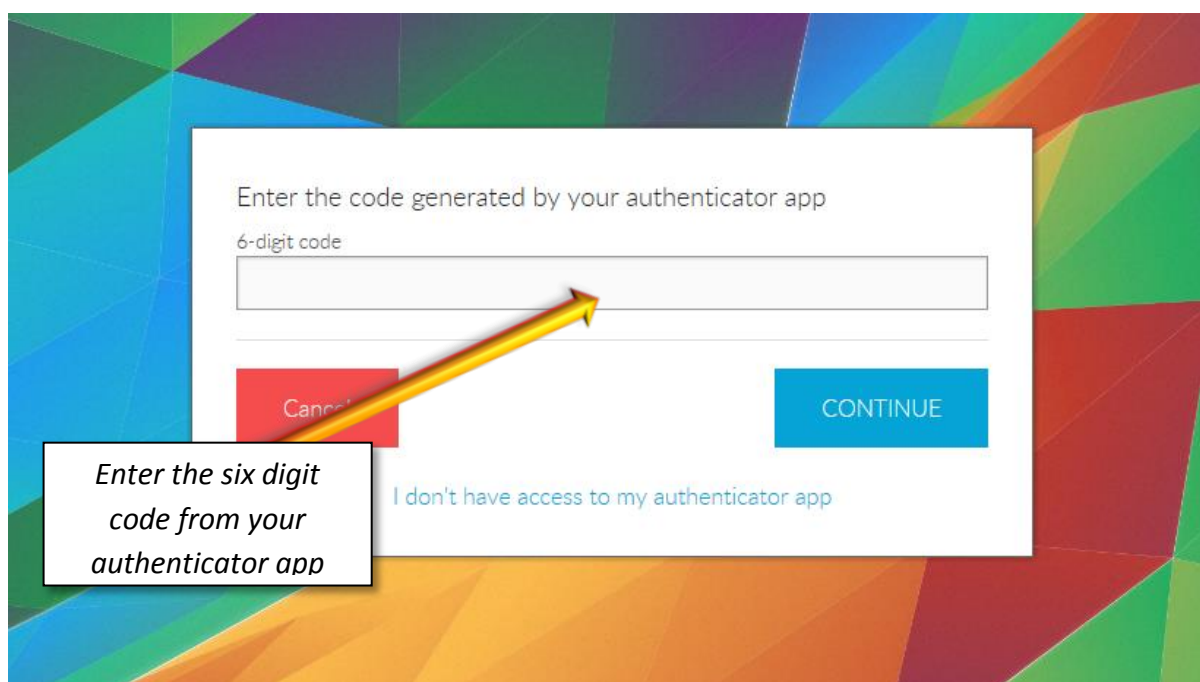 Enter the code generated by your authenticator app
6-digit code
Cancel
CONTINUE
I don't have access to my authenticator app
Enter the six digit
code from your
authenticator app